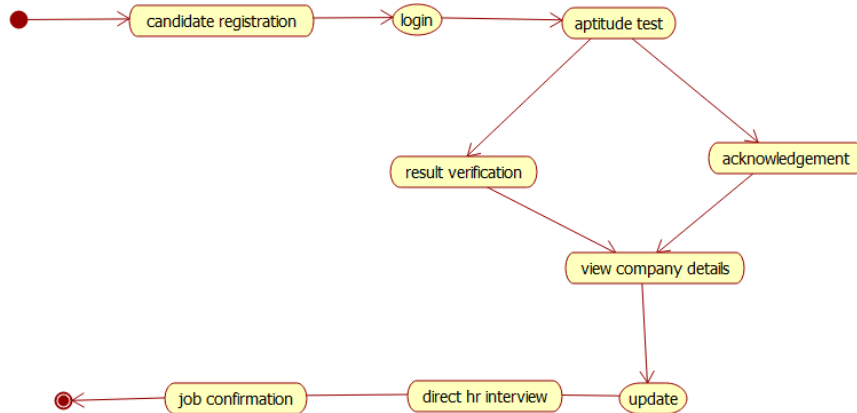 candidate registration
login
aptitude test
result verification
acknowledgement
view company details
job confirmation
direct hr interview
update